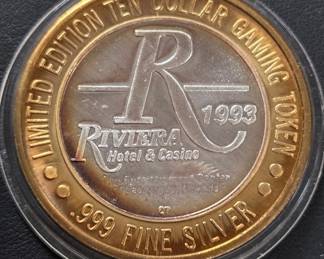 LIMITED EDITION TEN DOLLAR GAMING TOKEN
R
1993
RIVIERA
Hotel & Casino
.999 FINE SILVER